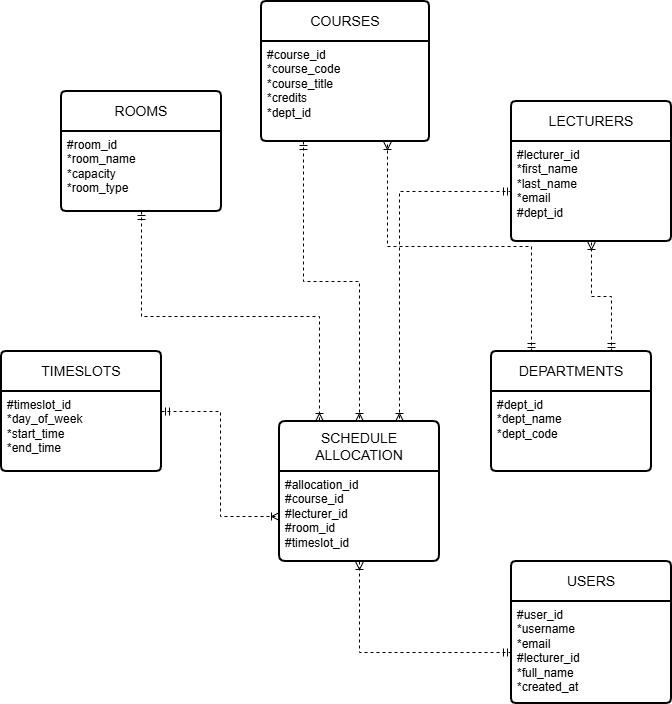 COURSES
#course_id
*course_code
*course_title
*credits
*dept_id
ROOMS
#room_id
*room_name
*capacity
*room_type
LECTURERS
#lecturer_id
*first_name
*last_name
*email
#dept_id
TIMESLOTS
#timeslot_id
*day_of_week
*start_time
*end_time
DEPARTMENTS
#dept_id
*dept_name
*dept_code
SCHEDULE
ALLOCATION
#allocation_id
#course_id
#lecturer_id
#room_id
#timeslot_id
USERS
#user_id
*username
*email
#lecturer_id
*full_name
*created_at